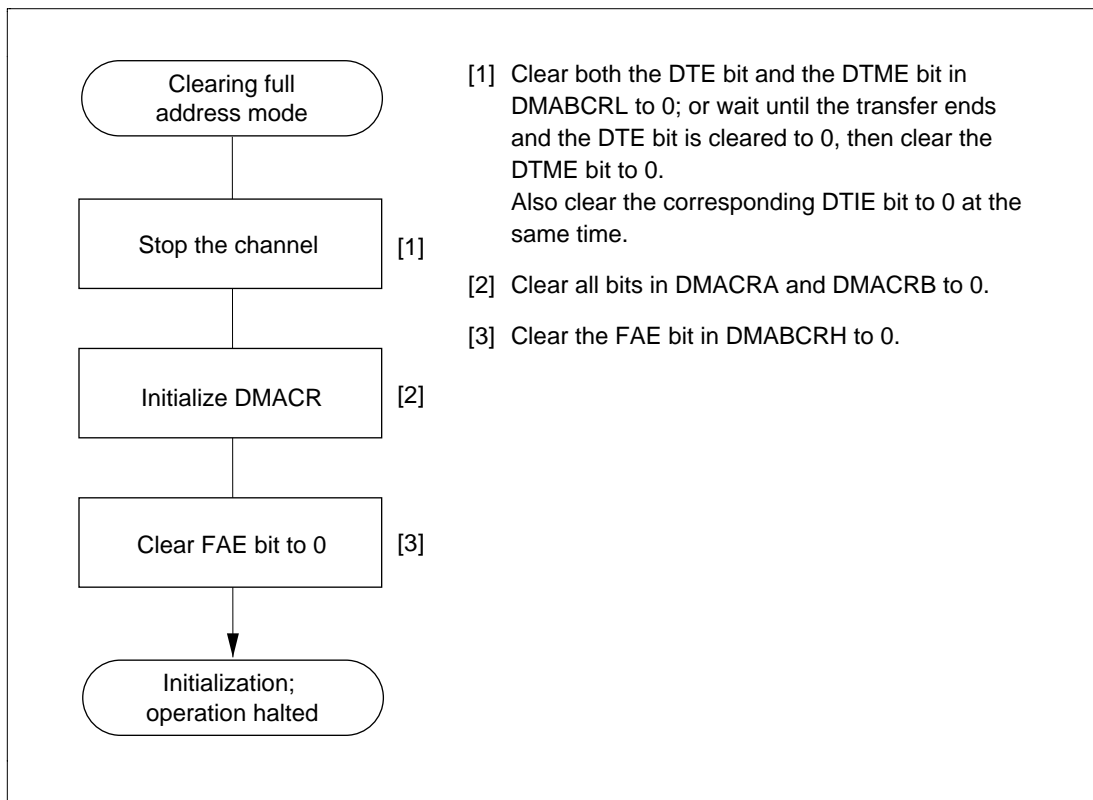 Clearing full
address mode
Stop the channel
[1]
Initialize DMACR
[2]
Clear FAE bit to 0
[3]
Initialization;
operation halted
[1] Clear both the DTE bit and the DTME bit in
DMABCRL to 0; or wait until the transfer ends
and the DTE bit is cleared to 0, then clear the
DTME bit to 0.
Also clear the corresponding DTIE bit to 0 at the
same time.
[2] Clear all bits in DMACRA and DMACRB to 0.
[3] Clear the FAE bit in DMABCRH to 0.